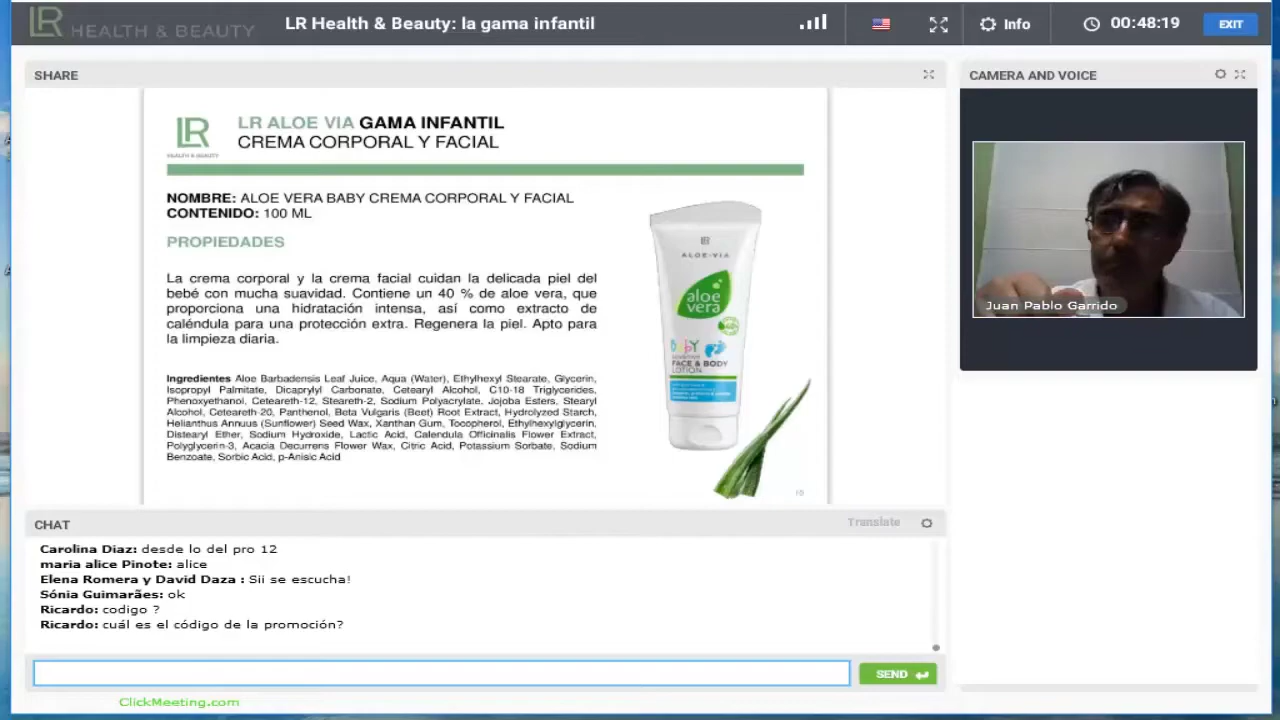 LR HEALTH & BEAUTY
LR Health & Beauty: la gama infantil
Info
00:48:19
EXIT
SHARE
CAMERA AND VOICE
LR
HEALTH & BEAUTY
LR ALOE VIA GAMA INFANTIL
CREMA CORPORAL Y FACIAL
NOMBRE: ALOE VERA BABY CREMA CORPORAL Y FACIAL
CONTENIDO: 100 ML
PROPIEDADES
La crema corporal y la crema facial cuidan la delicada piel del
bebé con mucha suavidad. Contiene un 40 % de aloe vera, que
proporciona una hidratación intensa, así como extracto de
caléndula para una protección extra. Regenera la piel. Apto para
la limpieza diaria.
Ingredientes Aloe Barbadensis Leaf Juice, Aqua (Water), Ethylhexyl Stearate, Glycerin,
Isopropyl Palmitate, Dicaprylyl Carbonate, Cetearyl Alcohol, C10-18 Triglycerides,
Phenoxyethanol, Ceteareth-12, Steareth-2, Sodium Polyacrylate, Jojoba Esters, Stearyl
Alcohol, Ceteareth-20, Panthenol, Beta Vulgaris (Beet) Root Extract, Hydrolyzed Starch,
Helianthus Annuus (Sunflower) Seed Wax, Xanthan Gum, Tocopherol, Ethylhexylglycerin,
Distearyl Ether, Sodium Hydroxide, Lactic Acid, Calendula Officinalis Flower Extract,
Polyglycerin-3, Acacia Decurrens Flower Wax, Citric Acid, Potassium Sorbate, Sodium
Benzoate, Sorbic Acid, p-Anisic Acid
LR
ALOE VIA
aloe
vera
Baby
FACE & BODY
LOTION
Juan Pablo Garrido
CHAT
Translate
Carolina Diaz: desde lo del pro 12
maria alice Pinote: alice
Elena Romera y David Daza : Sii se escucha!
Sónia Guimarães: ok
Ricardo: codigo ?
Ricardo: cuál es el código de la promoción?
SEND
ClickMeeting.com